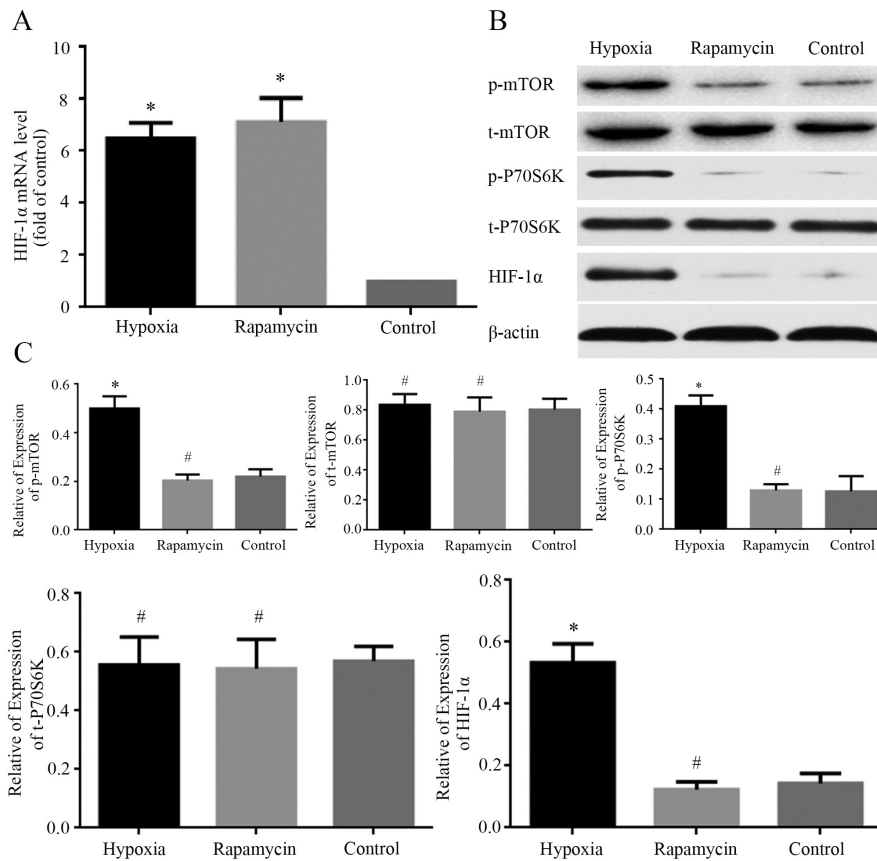 A
HIF-1α mRNA level
(fold of control)
10
8
6
4
2
0
*
*
Hypoxia Rapamycin Control
B
Hypoxia Rapamycin Control
p-mTOR
t-mTOR
p-P70S6K
t-P70S6K
HIF-1α
β-actin
C
Relative of Expression
of p-mTOR
0.6
0.4
0.2
0.0
*
#
Hypoxia Rapamycin Control
Relative of Expression
of t-mTOR
1.0
0.8
0.6
0.4
0.2
0.0
#
#
Hypoxia Rapamycin Control
Relative of Expression
of p-P70S6K
0.5
0.4
0.3
0.2
0.1
0.0
*
#
Hypoxia Rapamycin Control
Relative of Expression
of t-P70S6K
0.8
0.6
0.4
0.2
0.0
#
#
Hypoxia Rapamycin Control
Relative of Expression
of HIF-1α
0.8
0.6
0.4
0.2
0.0
*
#
Hypoxia Rapamycin Control